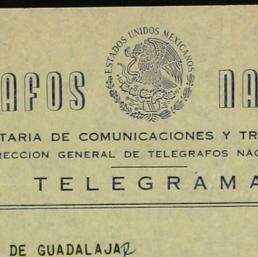 ESTADOS UNIDOS MEXICANOS
AFOS NA
TARIA DE COMUNICACIONES Y TR
RECCION GENERAL DE TELEGRAFOS NAC
TELEGRAMA
DE GUADALAJAR